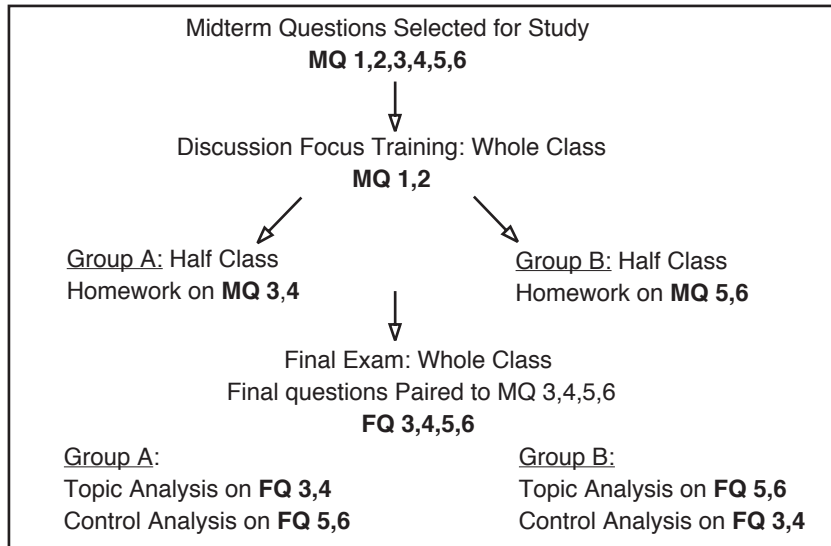 Midterm Questions Selected for Study
MQ 1,2,3,4,5,6
Discussion Focus Training: Whole Class
MQ 1,2
Group A: Half Class
Homework on MQ 3,4
Group B: Half Class
Homework on MQ 5,6
Final Exam: Whole Class
Final questions Paired to MQ 3,4,5,6
FQ 3,4,5,6
Group A:
Topic Analysis on FQ 3,4
Control Analysis on FQ 5,6
Group B:
Topic Analysis on FQ 5,6
Control Analysis on FQ 3,4